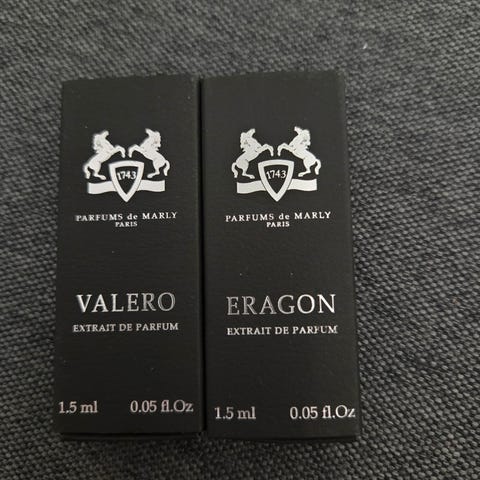 1743
PARFUMS de MARLY
PARIS
VALERO
EXTRAIT DE PARFUM
1.5 ml 0.05 fl.Oz
1743
PARFUMS de MARLY
PARIS
ERAGON
EXTRAIT DE PARFUM
1.5 ml 0.05 fl.Oz